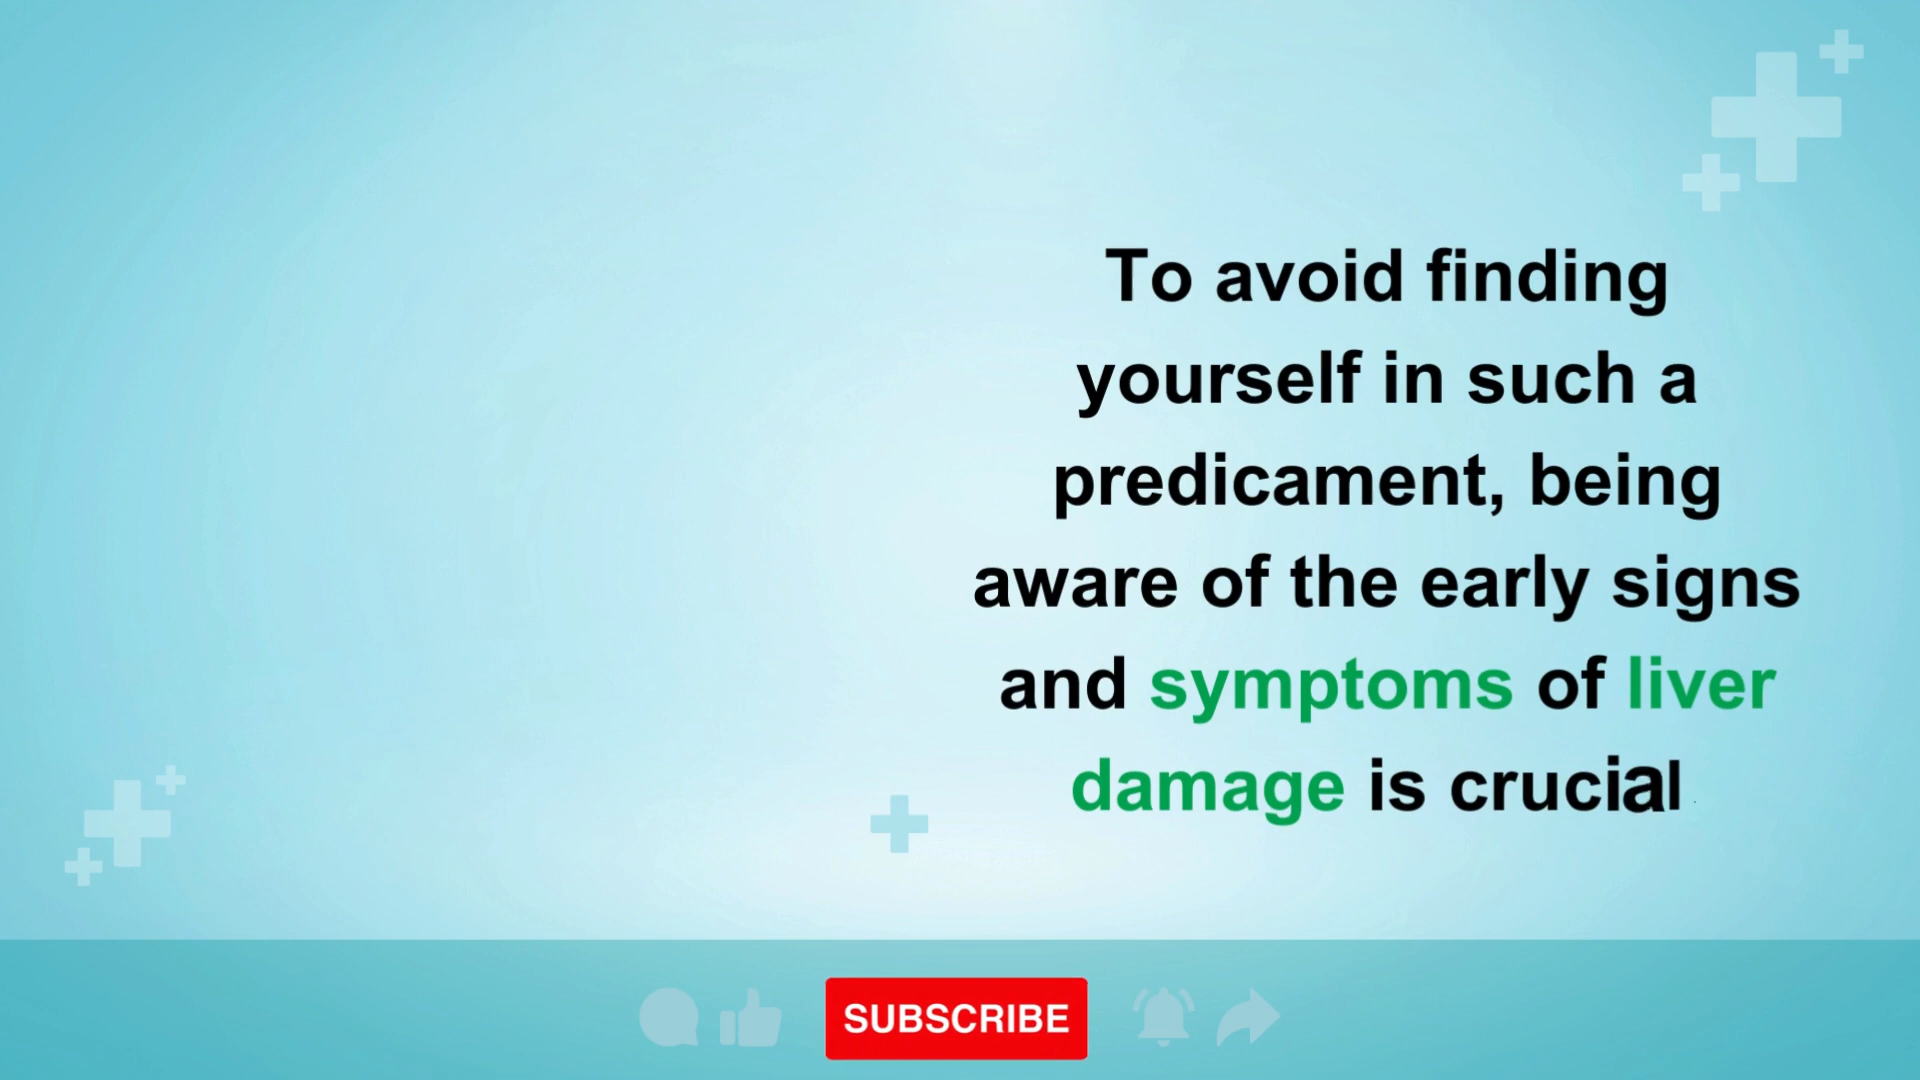 To avoid finding
yourself in such a
predicament, being
aware of the early signs
and symptoms of liver
damage is crucial
SUBSCRIBE